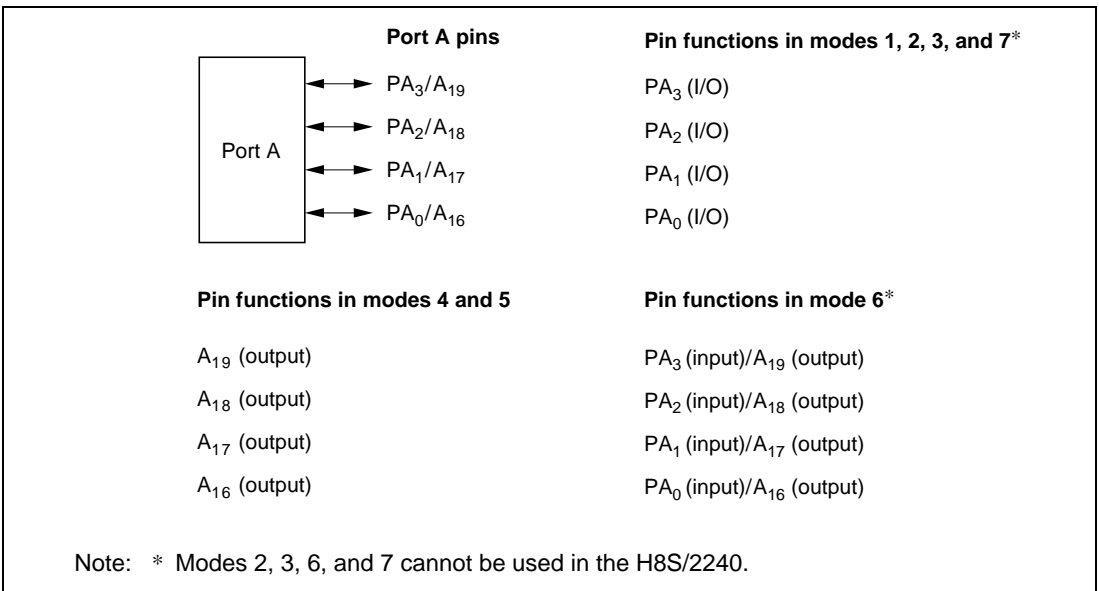 Port A pins Pin functions in modes 1, 2, 3, and 7*
Port A
PA3/A19 PA3 (I/O)
PA2/A18 PA2 (I/O)
PA1/A17 PA1 (I/O)
PA0/A16 PA0 (I/O)
Pin functions in modes 4 and 5 Pin functions in mode 6*
A19 (output) PA3 (input)/A19 (output)
A18 (output) PA2 (input)/A18 (output)
A17 (output) PA1 (input)/A17 (output)
A16 (output) PA0 (input)/A16 (output)
Note: * Modes 2, 3, 6, and 7 cannot be used in the H8S/2240.